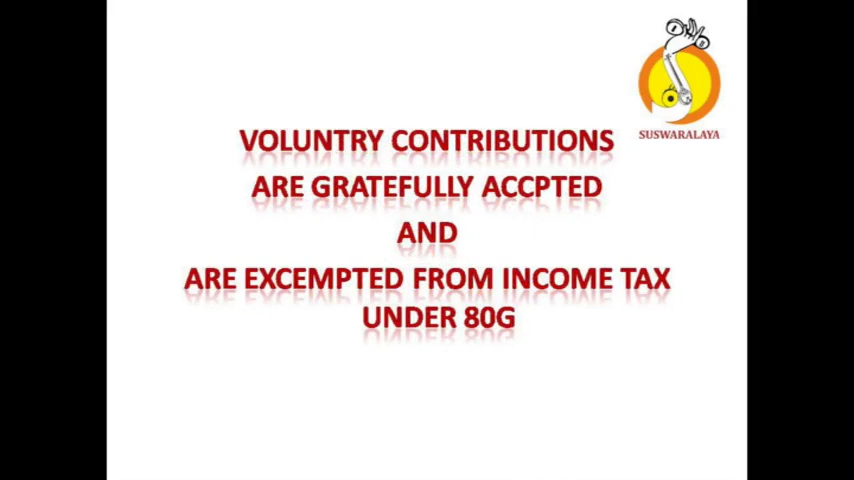 SUSWARALAYA
VOLUNTRY CONTRIBUTIONS
ARE GRATEFULLY ACCPTED
AND
ARE EXCEMPTED FROM INCOME TAX
UNDER 80G